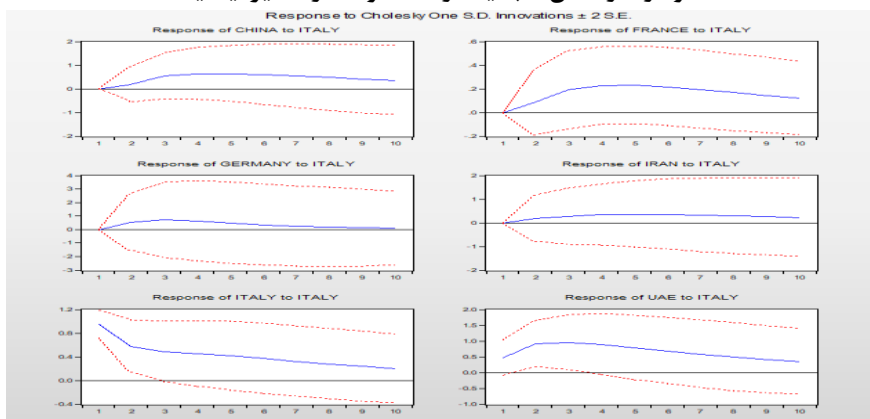 Response to Cholesky One S.D. Innovations ± 2 S.E.
Response of CHINA to ITALY
2
1
0
-1
-2
1 2 3 4 5 6 7 8 9 10
Response of FRANCE to ITALY
.6
.4
.2
.0
-.2
1 2 3 4 5 6 7 8 9 10
Response of GERMANY to ITALY
4
3
2
1
0
-1
-2
-3
1 2 3 4 5 6 7 8 9 10
Response of IRAN to ITALY
2
1
0
-1
-2
1 2 3 4 5 6 7 8 9 10
Response of ITALY to ITALY
1.2
0.8
0.4
0.0
-0.4
1 2 3 4 5 6 7 8 9 10
Response of UAE to ITALY
2.0
1.5
1.0
0.5
0.0
-0.5
-1.0
1 2 3 4 5 6 7 8 9 10